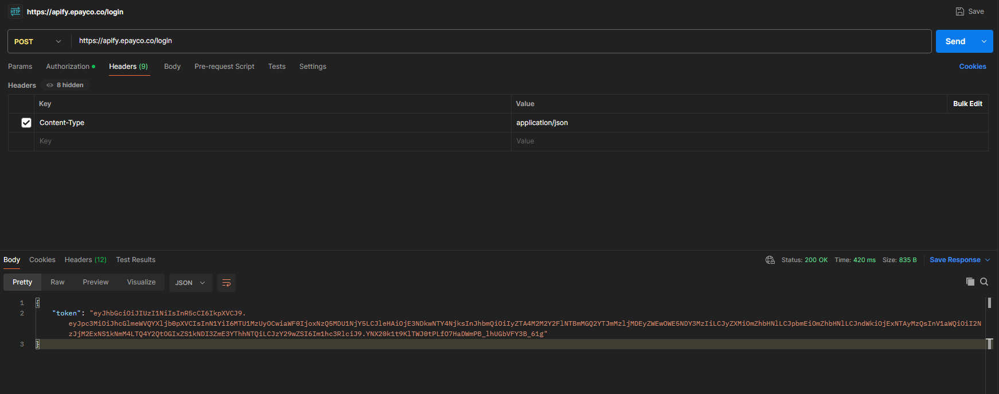 HTTP https://apify.epayco.co/login Save
POST https://apify.epayco.co/login Send
Params Authorization Headers (9) Body Pre-request Script Tests Settings Cookies
Headers 8 hidden
Key Value Bulk Edit
Content-Type application/json
Key Value
Body Cookies Headers (12) Test Results Status: 200 OK Time: 420 ms Size: 835 B Save Response
Pretty Raw Preview Visualize JSON
1 {
2 "token": "eyJhbGciOiJIUzI1NiIsInR5cCI6IkpXVCJ9.
eyJpc3MiOiJhcGlmeWVQYXljb0pXVCIsInN1YiI6MTU1MzUyOCwiaWF0IjoxNzQ5MDU1NjY5LCJleHAiOjE3NDkwNTY4NjksInJhbmQiOiIyZTA4M2M2Y2FlNTBmMGQ2YTJmMzljMDEyZWEwOWE5NDY3MzIiLCJyZXMiOmZhbHNlLCJpbmEiOmZhbHNlLCJndWkiOjExNTAyMzQsInV1aWQiOiI2N
zJjM2ExNS1kNmM4LTQ4Y2QtOGIxZS1kNDI3ZmE3YThhNTQiLCJzY29wZSI6Im1hc3RlciJ9.YNX20k1t9KlTWJ0tPLfO7HaDWmPB_lhUGbVFY3B_61g"
3 }